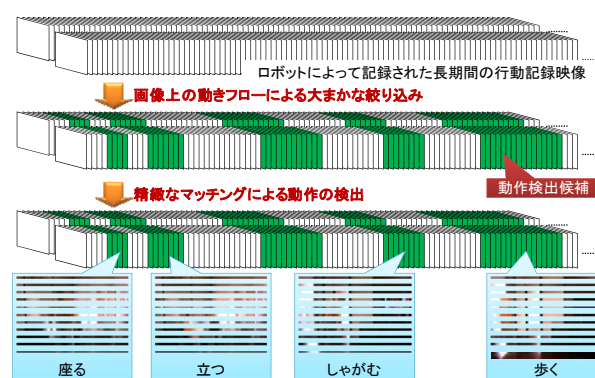 ロボットによって記録された長期間の行動記録映像
画像上の動きフローによる大まかな絞り込み
動作検出候補
精緻なマッチングによる動作の検出
座る
立つ
しゃがむ
歩く